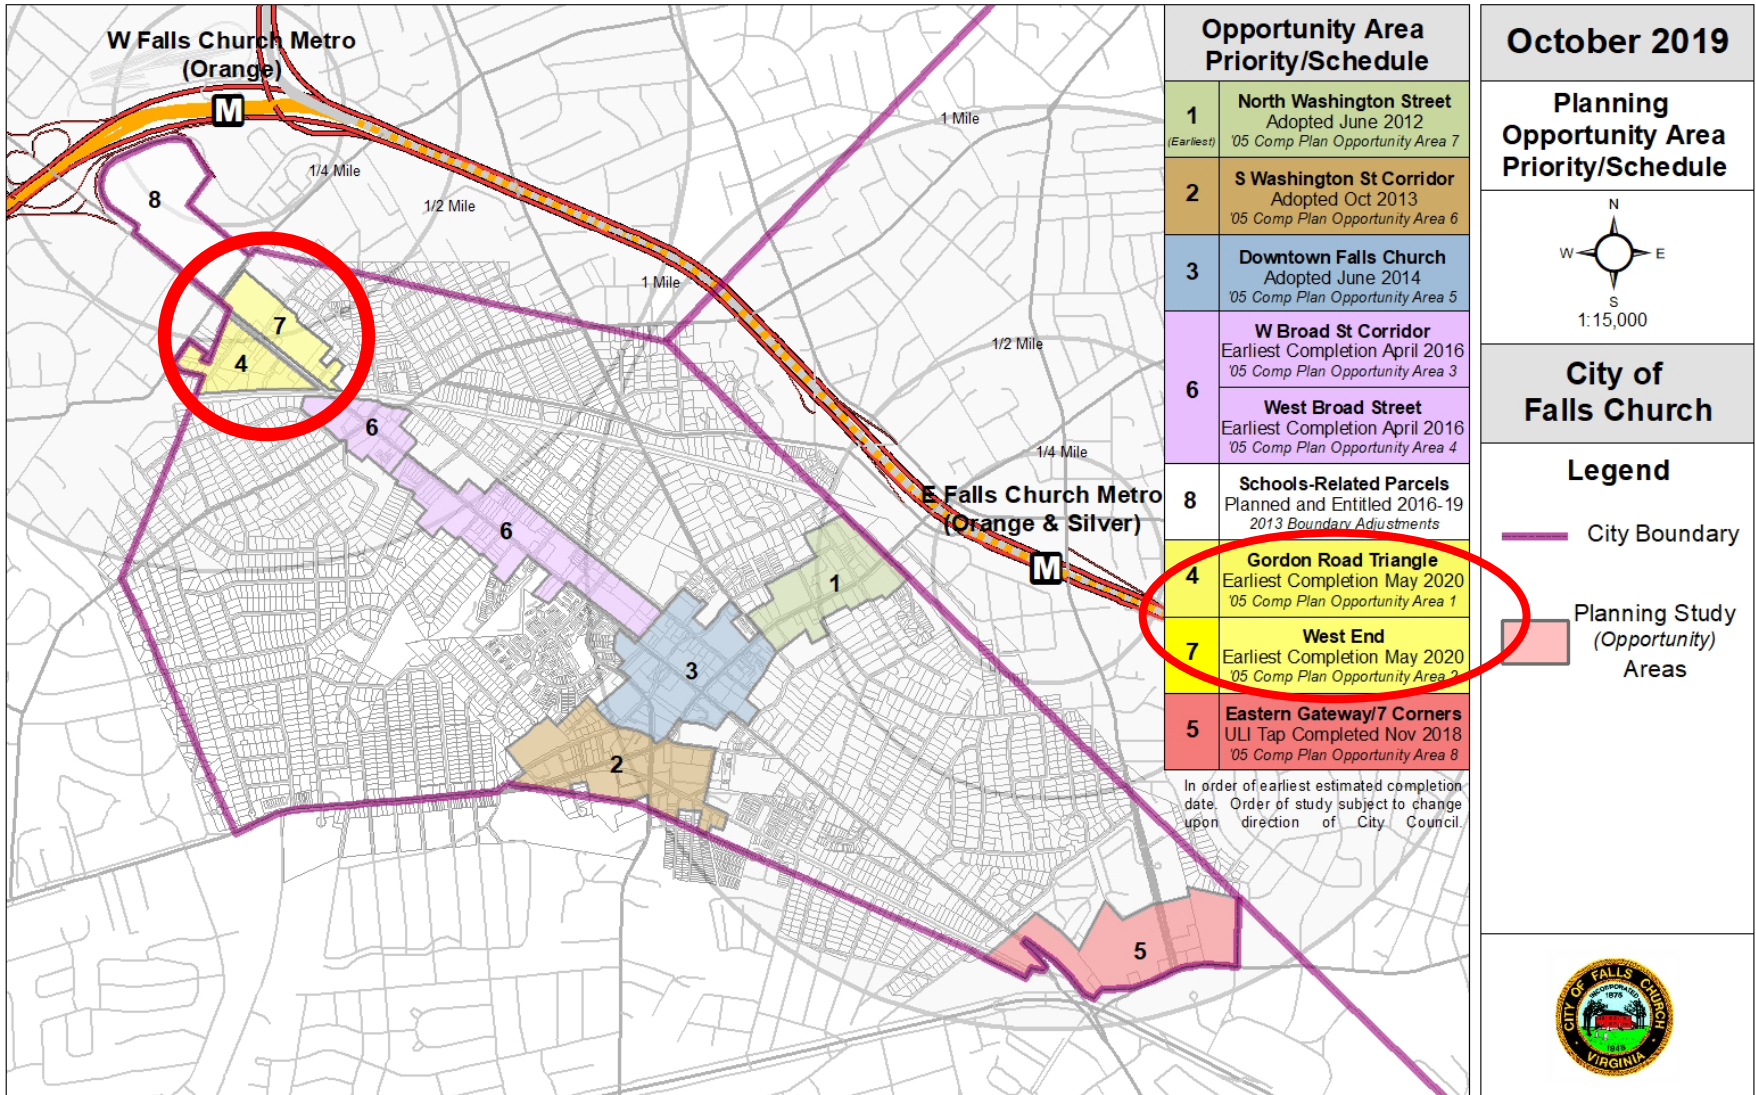 W Falls Church Metro
(Orange)
M
1/4 Mile
1/2 Mile
1 Mile
1 Mile
1/2 Mile
1/4 Mile
E Falls Church Metro
(Orange & Silver)
M
8
7
4
6
6
1
3
2
5
Opportunity Area
Priority/Schedule
1
(Earliest)
North Washington Street
Adopted June 2012
'05 Comp Plan Opportunity Area 7
2
S Washington St Corridor
Adopted Oct 2013
'05 Comp Plan Opportunity Area 6
3
Downtown Falls Church
Adopted June 2014
'05 Comp Plan Opportunity Area 5
6
W Broad St Corridor
Earliest Completion April 2016
'05 Comp Plan Opportunity Area 3
West Broad Street
Earliest Completion April 2016
'05 Comp Plan Opportunity Area 4
8
Schools-Related Parcels
Planned and Entitled 2016-19
2013 Boundary Adjustments
4
Gordon Road Triangle
Earliest Completion May 2020
'05 Comp Plan Opportunity Area 1
7
West End
Earliest Completion May 2020
'05 Comp Plan Opportunity Area 2
5
Eastern Gateway/7 Corners
ULI Tap Completed Nov 2018
'05 Comp Plan Opportunity Area 8
In order of earliest estimated completion
date. Order of study subject to change
upon direction of City Council.
October 2019
Planning
Opportunity Area
Priority/Schedule
N
W
E
S
1:15,000
City of
Falls Church
Legend
City Boundary
Planning Study
(Opportunity)
Areas
CITY OF FALLS CHURCH
INCORPORATED
1875
1948
VIRGINIA